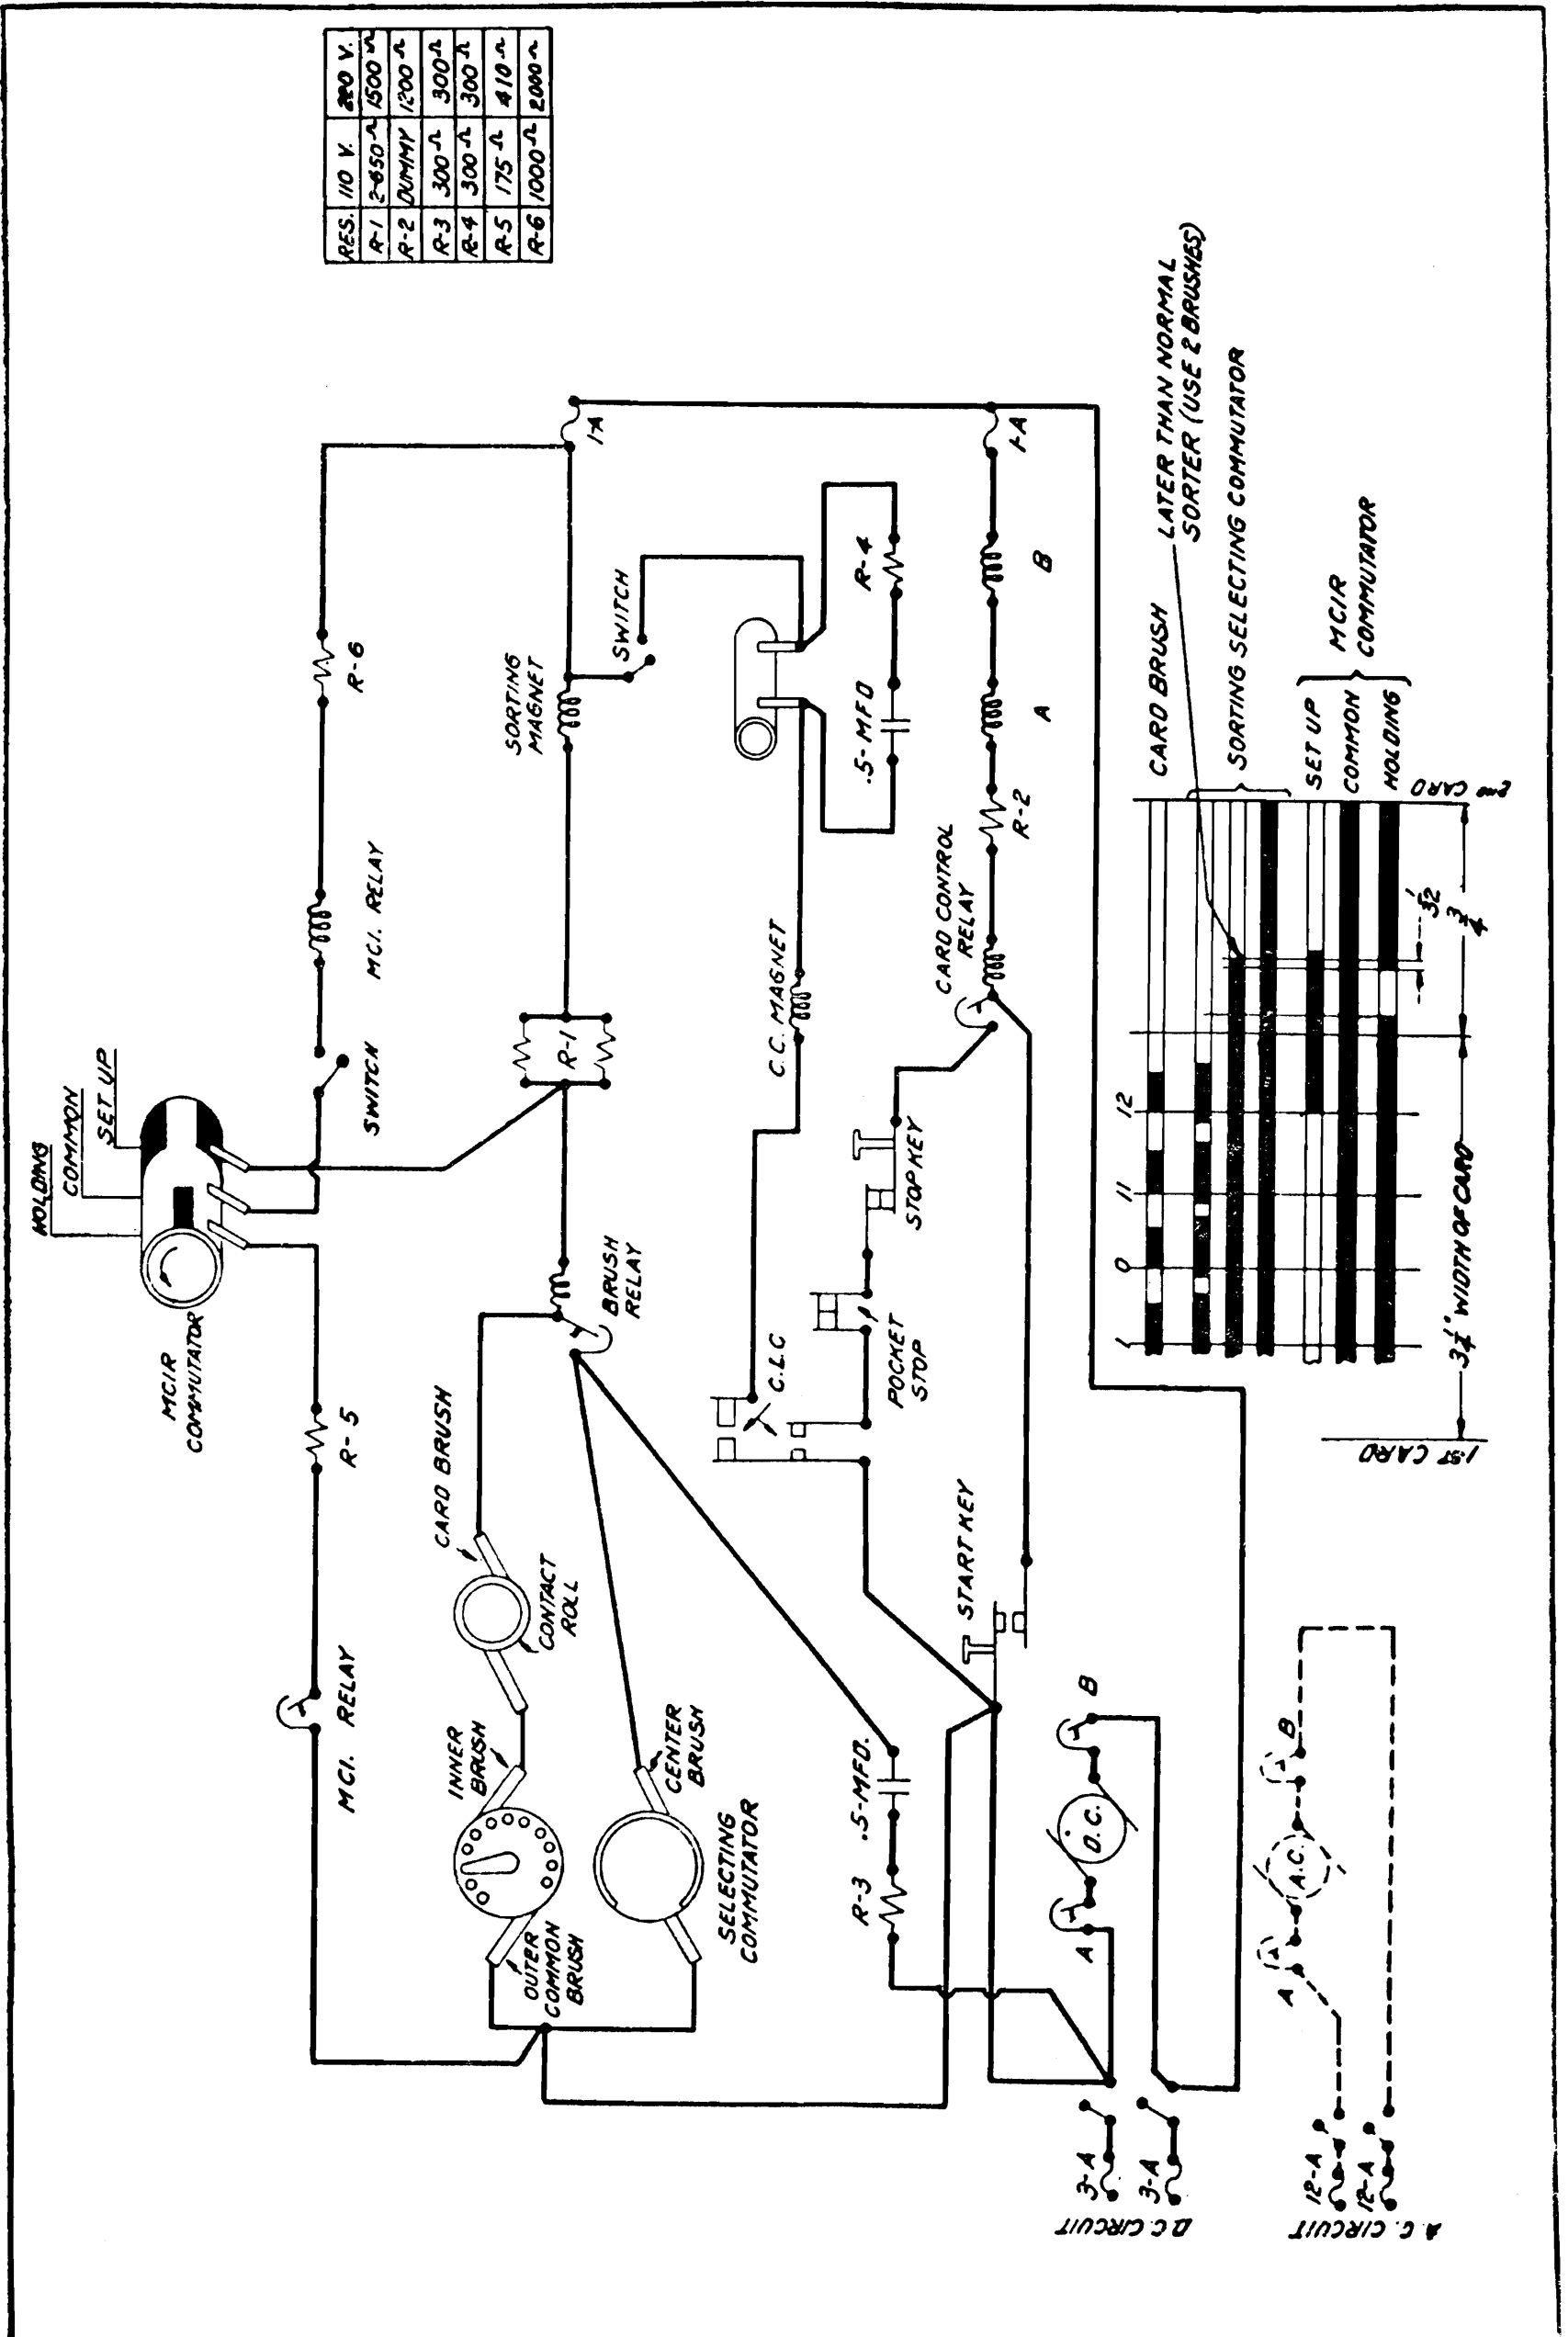 HOLDING
COMMON
SET UP
MCIR
COMMUTATOR
RES. 110 V. 220 V.
R-1 2-650Ω 1500Ω
R-2 DUMMY 1200Ω
R-3 300Ω 300Ω
R-4 300Ω 300Ω
R-5 175Ω 410Ω
R-6 1000Ω 2000Ω
MCI. RELAY
R-5
SWITCH
MCI. RELAY
R-6
INNER
BRUSH
CARD BRUSH
CONTACT
ROLL
OUTER
COMMON
BRUSH
CENTER
BRUSH
SELECTING
COMMUTATOR
BRUSH
RELAY
R-1
SORTING
MAGNET
1-A
SWITCH
C.L.C
C.C. MAGNET
.5-MFD
R-4
R-3
.5-MFD.
POCKET
STOP
STOP KEY
START KEY
CARD CONTROL
RELAY
R-2
A
B
1-A
3-A
3-A
D.C. CIRCUIT
A
D.C.
B
12-A
12-A
A.C. CIRCUIT
A
A.C.
B
1
0
11
12
CARD BRUSH
LATER THAN NORMAL
SORTER (USE 2 BRUSHES)
SORTING SELECTING COMMUTATOR
SET UP
COMMON
HOLDING
MCIR
COMMUTATOR
1-ST CARD
3 1/4" WIDTH OF CARD
1/32
3/4
2ND CARD